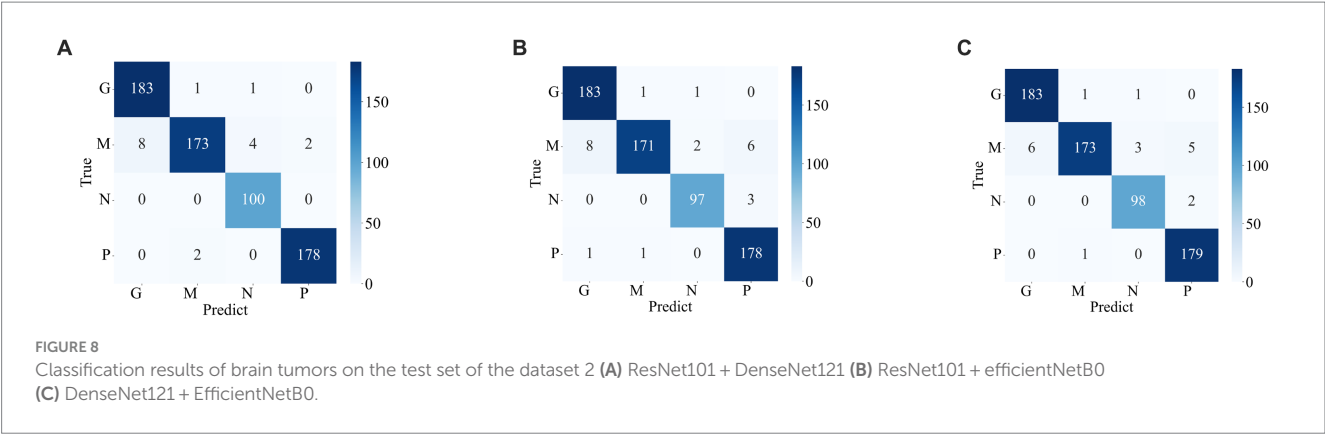 A
G 183 1 1 0
M 8 173 4 2
N 0 0 100 0
P 0 2 0 178
G M N P
Predict
True
150
100
50
0
B
G 183 1 1 0
M 8 171 2 6
N 0 0 97 3
P 1 1 0 178
G M N P
Predict
True
150
100
50
0
C
G 183 1 1 0
M 6 173 3 5
N 0 0 98 2
P 0 1 0 179
G M N P
Predict
True
150
100
50
0
FIGURE 8
Classification results of brain tumors on the test set of the dataset 2 (A) ResNet101 + DenseNet121 (B) ResNet101 + efficientNetB0
(C) DenseNet121 + EfficientNetB0.